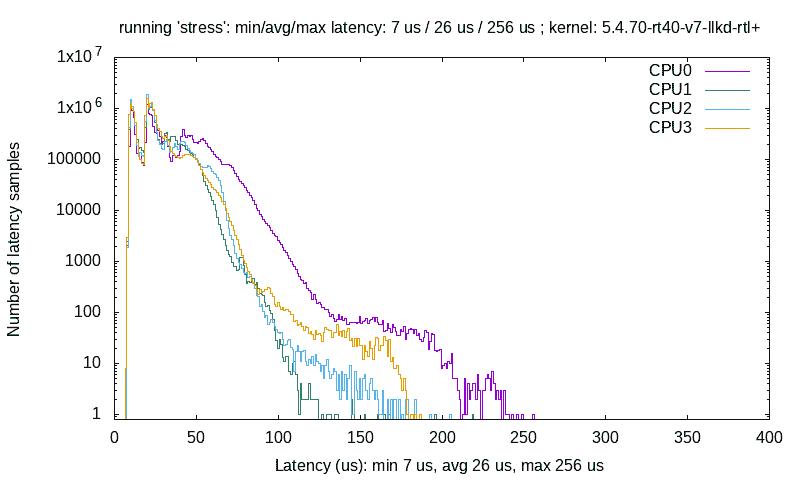 running 'stress': min/avg/max latency: 7 us / 26 us / 256 us ; kernel: 5.4.70-rt40-v7-llkd-rtl+
1x10^7
1x10^6
100000
10000
1000
100
10
1
Number of latency samples
CPU0
CPU1
CPU2
CPU3
0 50 100 150 200 250 300 350 400
Latency (us): min 7 us, avg 26 us, max 256 us